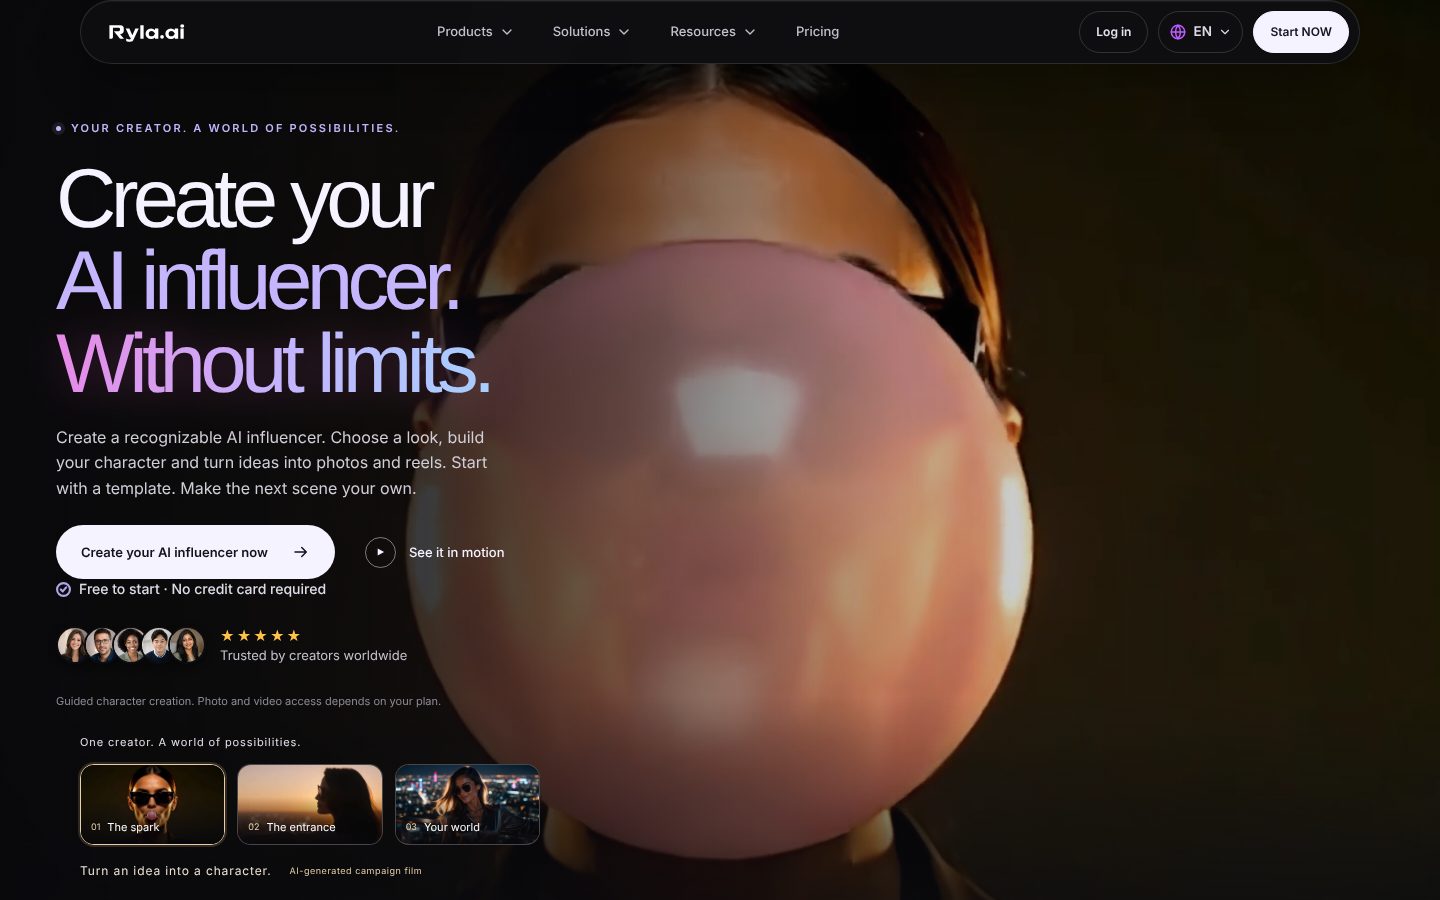 Ryla.ai
Products
Solutions
Resources
Pricing
Log in
EN
Start NOW
YOUR CREATOR. A WORLD OF POSSIBILITIES.
Create your
AI influencer.
Without limits.
Create a recognizable AI influencer. Choose a look, build
your character and turn ideas into photos and reels. Start
with a template. Make the next scene your own.
Create your AI influencer now
See it in motion
Free to start · No credit card required
Trusted by creators worldwide
Guided character creation. Photo and video access depends on your plan.
One creator. A world of possibilities.
01 The spark
02 The entrance
03 Your world
Turn an idea into a character.
AI-generated campaign film